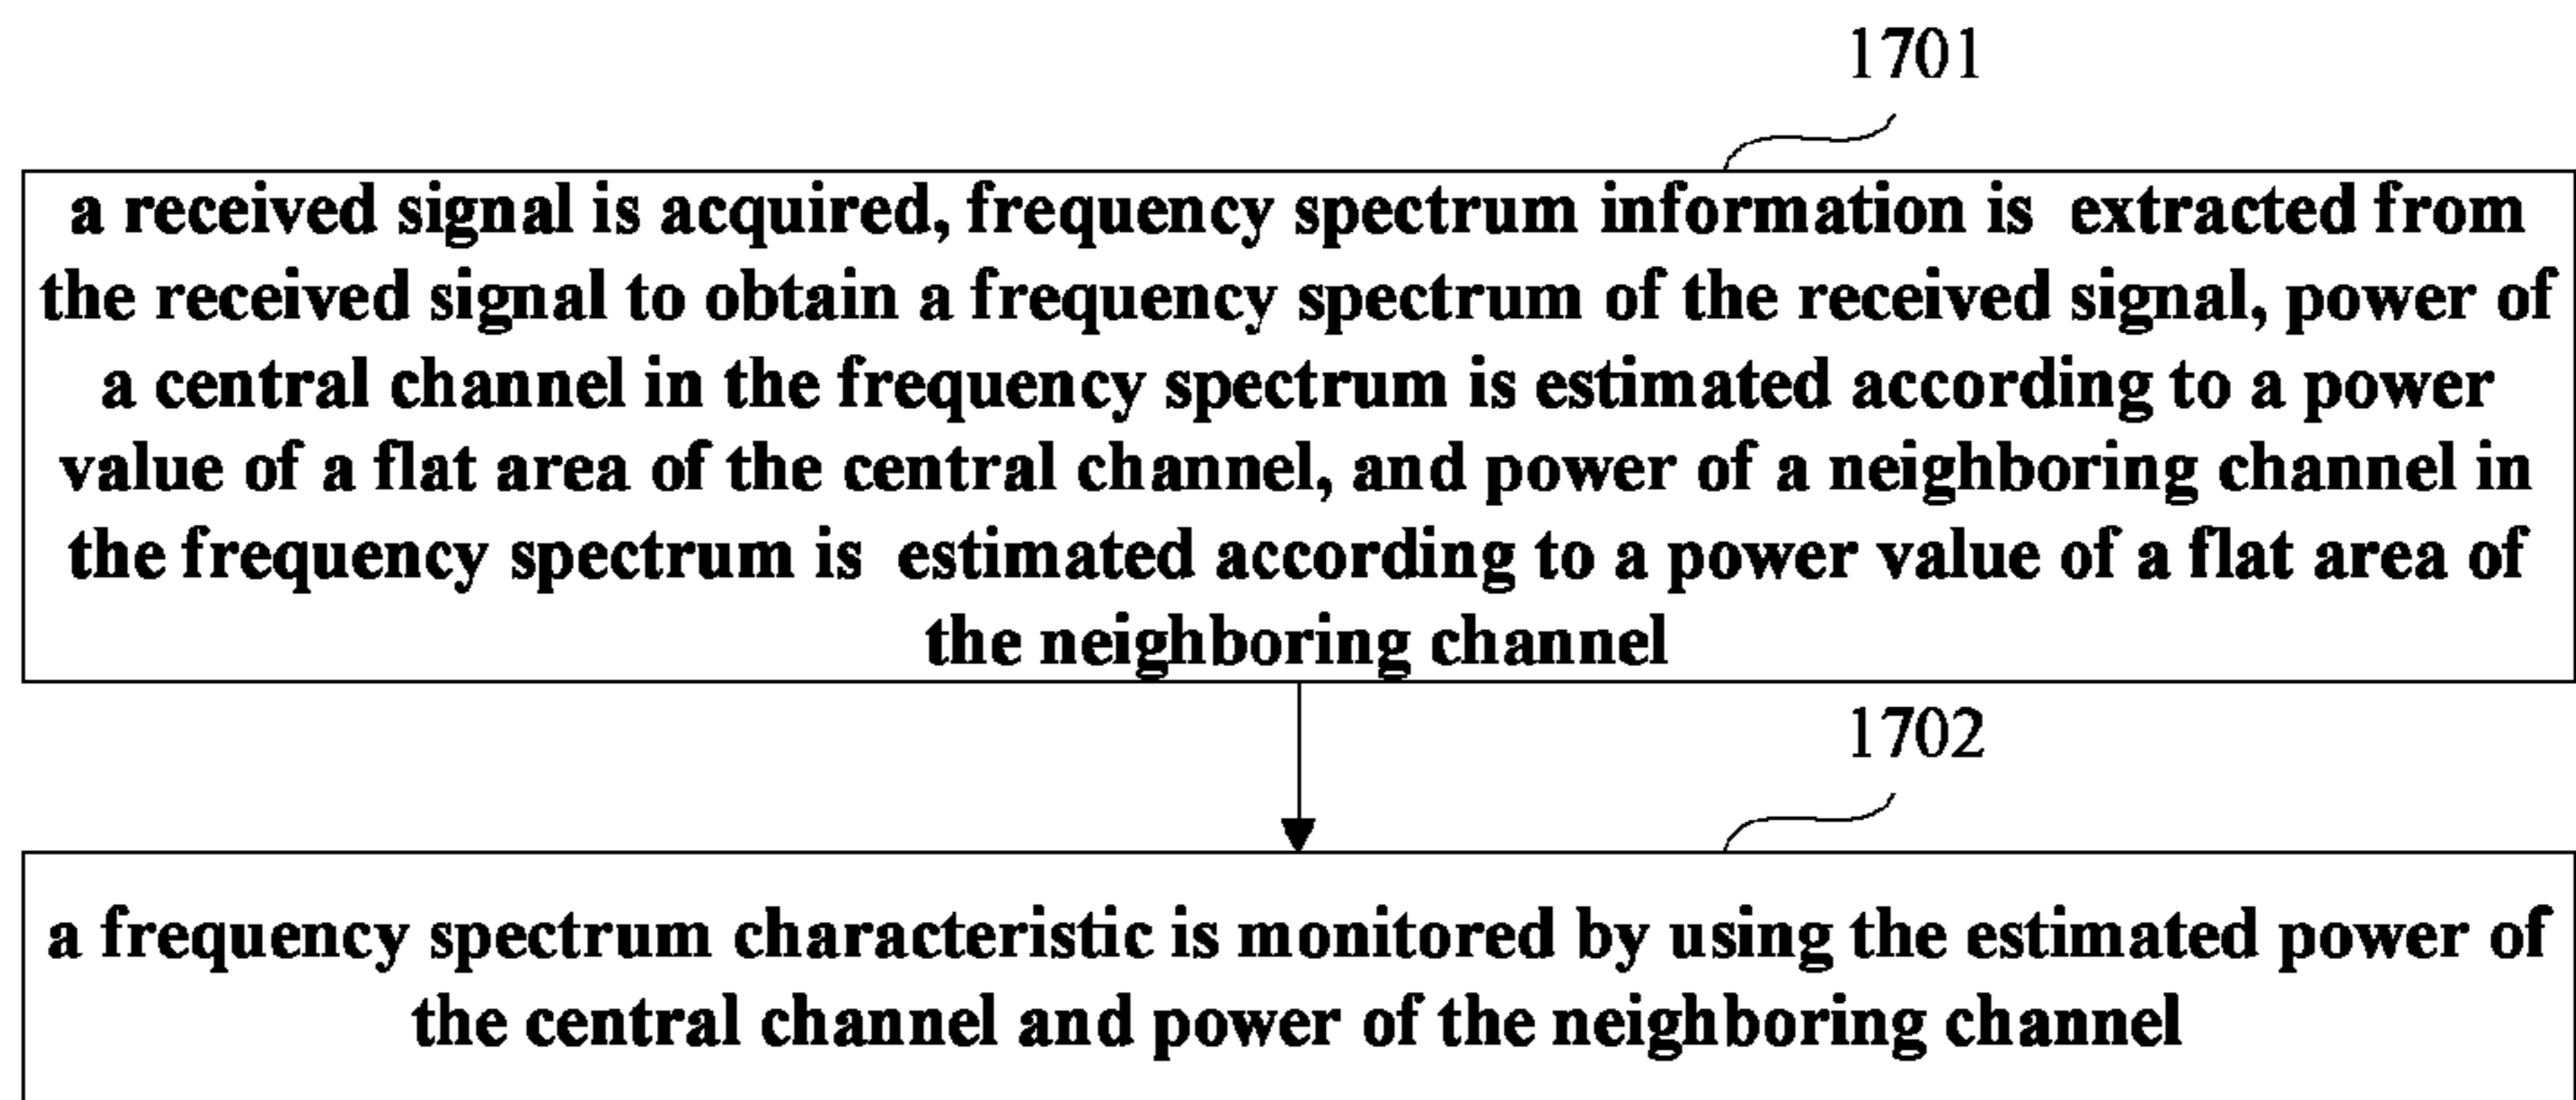 1701
a received signal is acquired, frequency spectrum information is extracted from
the received signal to obtain a frequency spectrum of the received signal, power of
a central channel in the frequency spectrum is estimated according to a power
value of a flat area of the central channel, and power of a neighboring channel in
the frequency spectrum is estimated according to a power value of a flat area of
the neighboring channel
1702
a frequency spectrum characteristic is monitored by using the estimated power of
the central channel and power of the neighboring channel